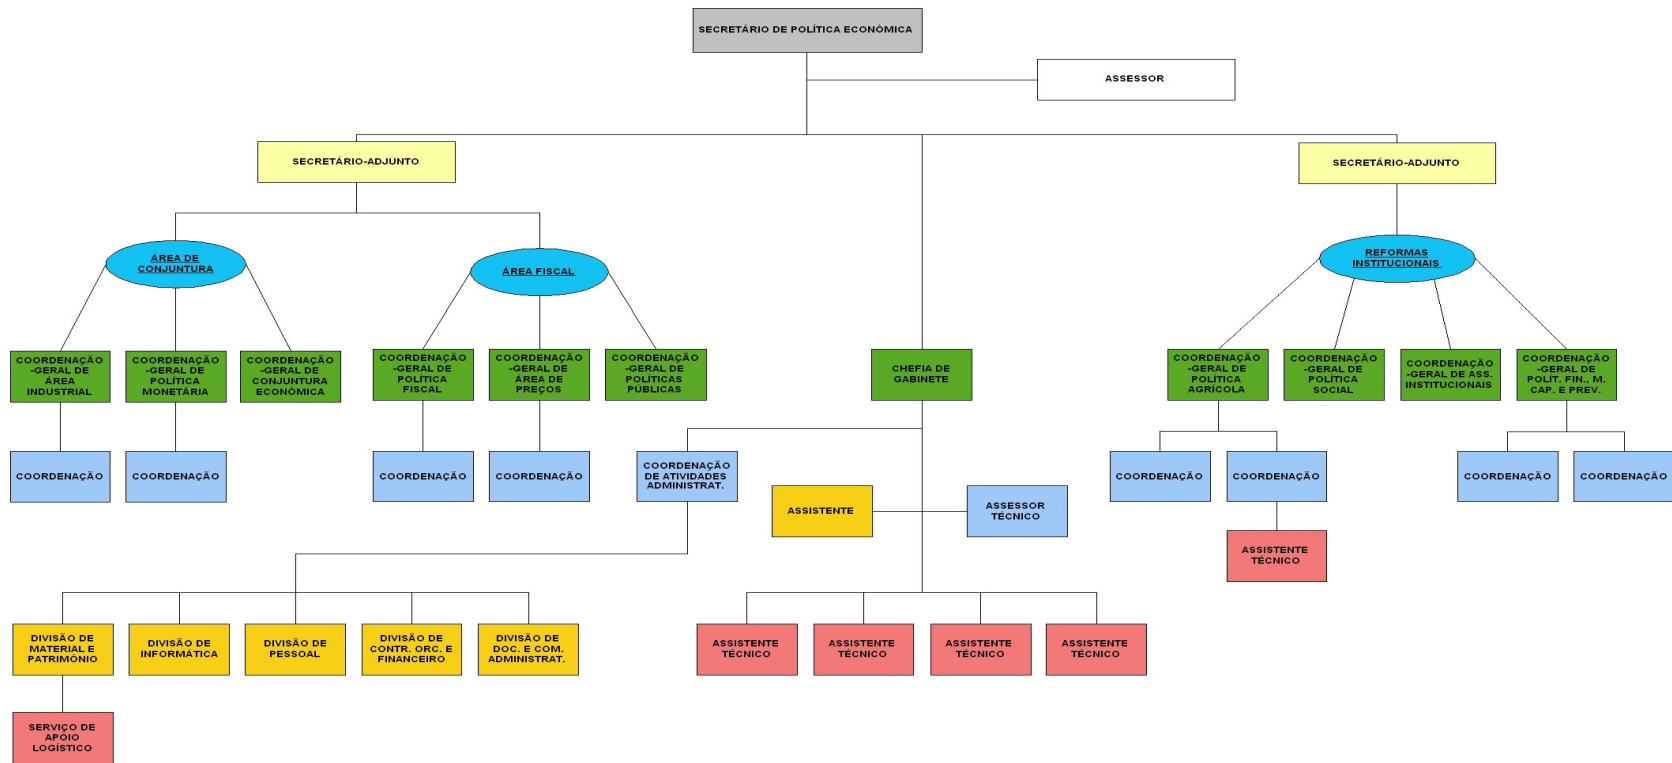 SECRETÁRIO DE POLÍTICA ECONÔMICA
ASSESSOR
SECRETÁRIO-ADJUNTO
SECRETÁRIO-ADJUNTO
ÁREA DE
CONJUNTURA
ÁREA FISCAL
REFORMAS
INSTITUCIONAIS
COORDENAÇÃO
-GERAL DE
ÁREA
INDUSTRIAL
COORDENAÇÃO
-GERAL DE
POLÍTICA
MONETÁRIA
COORDENAÇÃO
-GERAL DE
CONJUNTURA
ECONÔMICA
COORDENAÇÃO
-GERAL DE
POLÍTICA
FISCAL
COORDENAÇÃO
-GERAL DE
ÁREA DE
PREÇOS
COORDENAÇÃO
-GERAL DE
POLÍTICAS
PÚBLICAS
CHEFIA DE
GABINETE
COORDENAÇÃO
-GERAL DE
POLÍTICA
AGRÍCOLA
COORDENAÇÃO
-GERAL DE
POLÍTICA
SOCIAL
COORDENAÇÃO
-GERAL DE ASS.
INSTITUCIONAIS
COORDENAÇÃO
-GERAL DE
POLÍT. FIN., M.
CAP. E PREV.
COORDENAÇÃO
COORDENAÇÃO
COORDENAÇÃO
COORDENAÇÃO
COORDENAÇÃO
DE ATIVIDADES
ADMINISTRAT.
COORDENAÇÃO
COORDENAÇÃO
COORDENAÇÃO
COORDENAÇÃO
ASSISTENTE
ASSESSOR
TÉCNICO
ASSISTENTE
TÉCNICO
DIVISÃO DE
MATERIAL E
PATRIMÔNIO
DIVISÃO DE
INFORMÁTICA
DIVISÃO DE
PESSOAL
DIVISÃO DE
CONTR. ORC. E
FINANCEIRO
DIVISÃO DE
DOC. E COM.
ADMINISTRAT.
ASSISTENTE
TÉCNICO
ASSISTENTE
TÉCNICO
ASSISTENTE
TÉCNICO
ASSISTENTE
TÉCNICO
SERVIÇO DE
APOIO
LOGÍSTICO